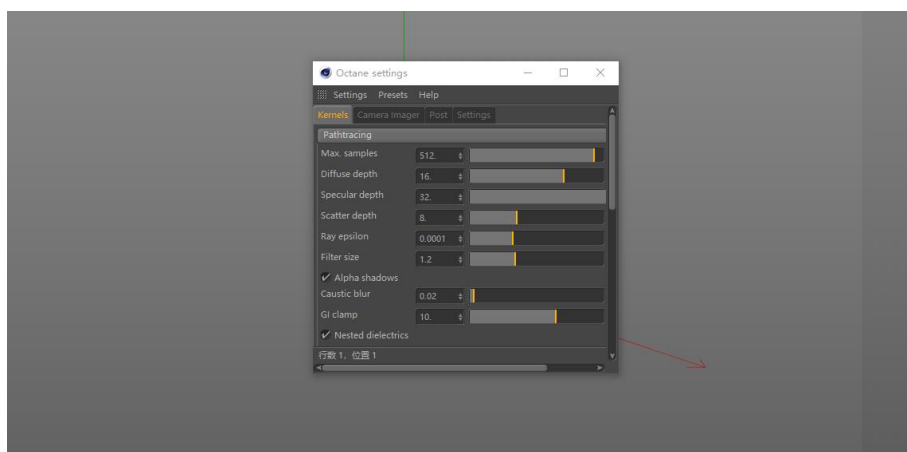 Octane settings
Settings Presets Help
Kernels Camera Imager Post Settings
Pathtracing
Max. samples 512.
Diffuse depth 16.
Specular depth 32.
Scatter depth 8.
Ray epsilon 0.0001
Filter size 1.2
Alpha shadows
Caustic blur 0.02
GI clamp 10.
Nested dielectrics
行数 1，位置 1